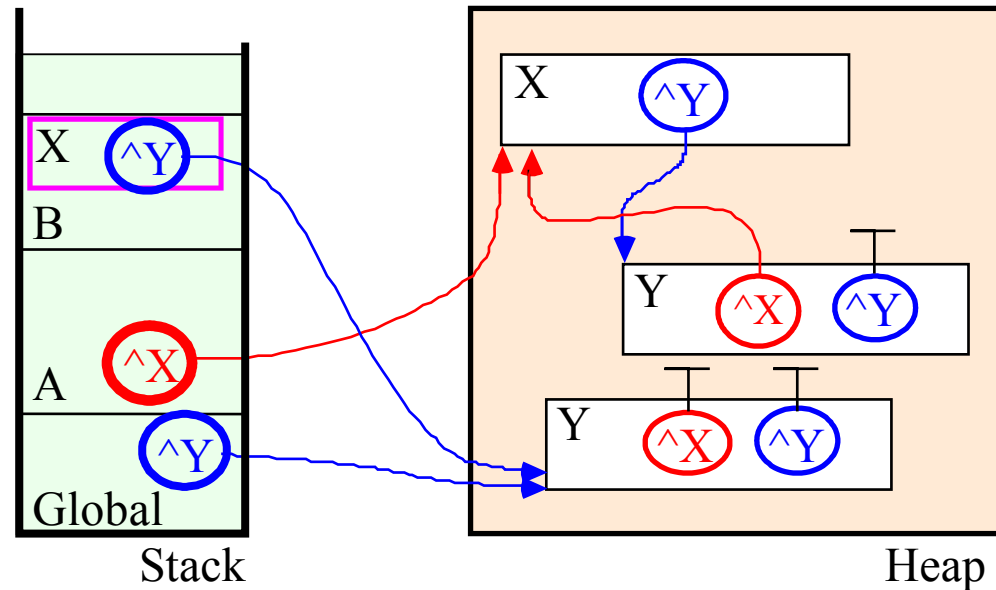 X ^Y
B
^X
A
^Y
Global
Stack
X ^Y
Y ^X ^Y
Y ^X ^Y
Heap